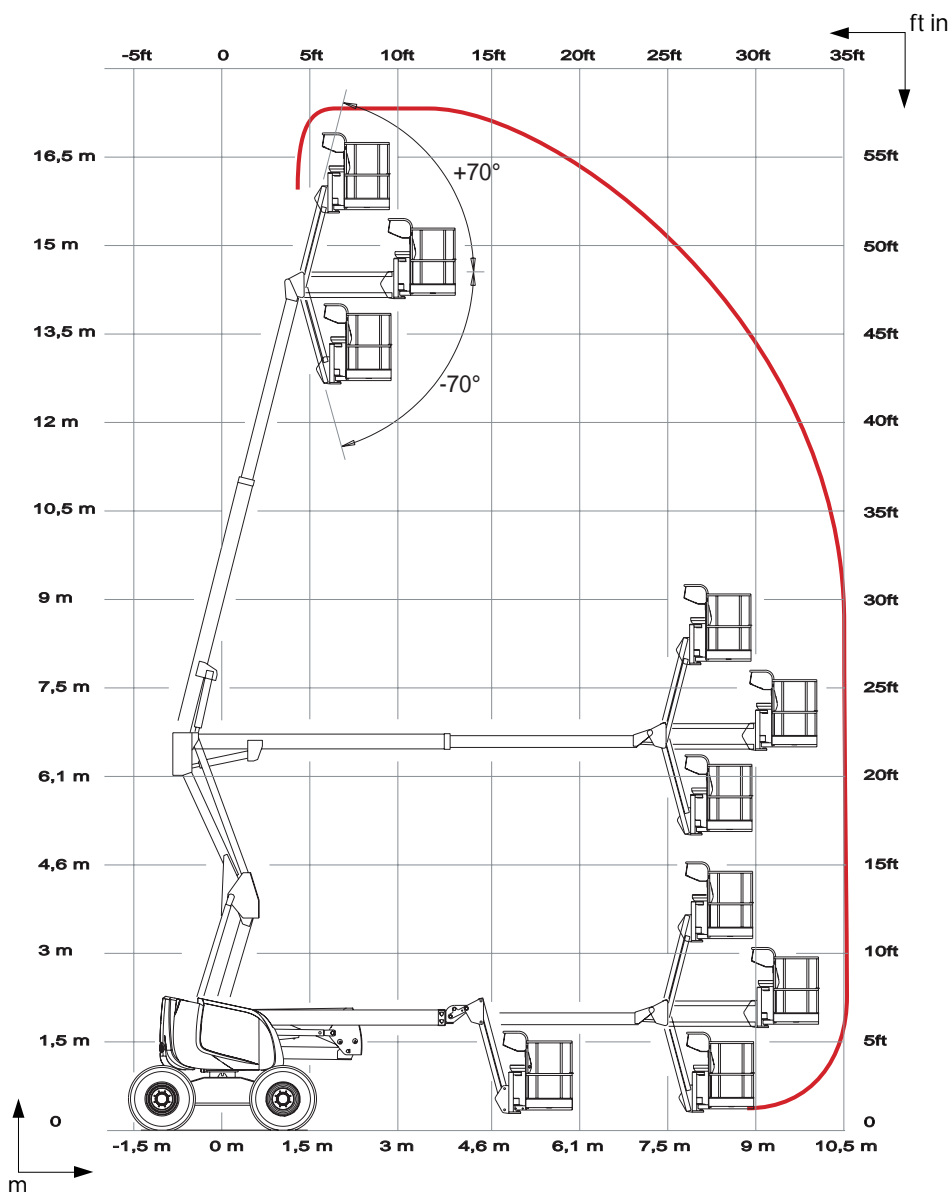 ft in
-5ft 0 5ft 10ft 15ft 20ft 25ft 30ft 35ft
16,5 m 55ft
+70°
15 m 50ft
13,5 m 45ft
-70°
12 m 40ft
10,5 m 35ft
9 m 30ft
7,5 m 25ft
6,1 m 20ft
4,6 m 15ft
3 m 10ft
1,5 m 5ft
0 0
-1,5 m 0 m 1,5 m 3 m 4,6 m 6,1 m 7,5 m 9 m 10,5 m
m